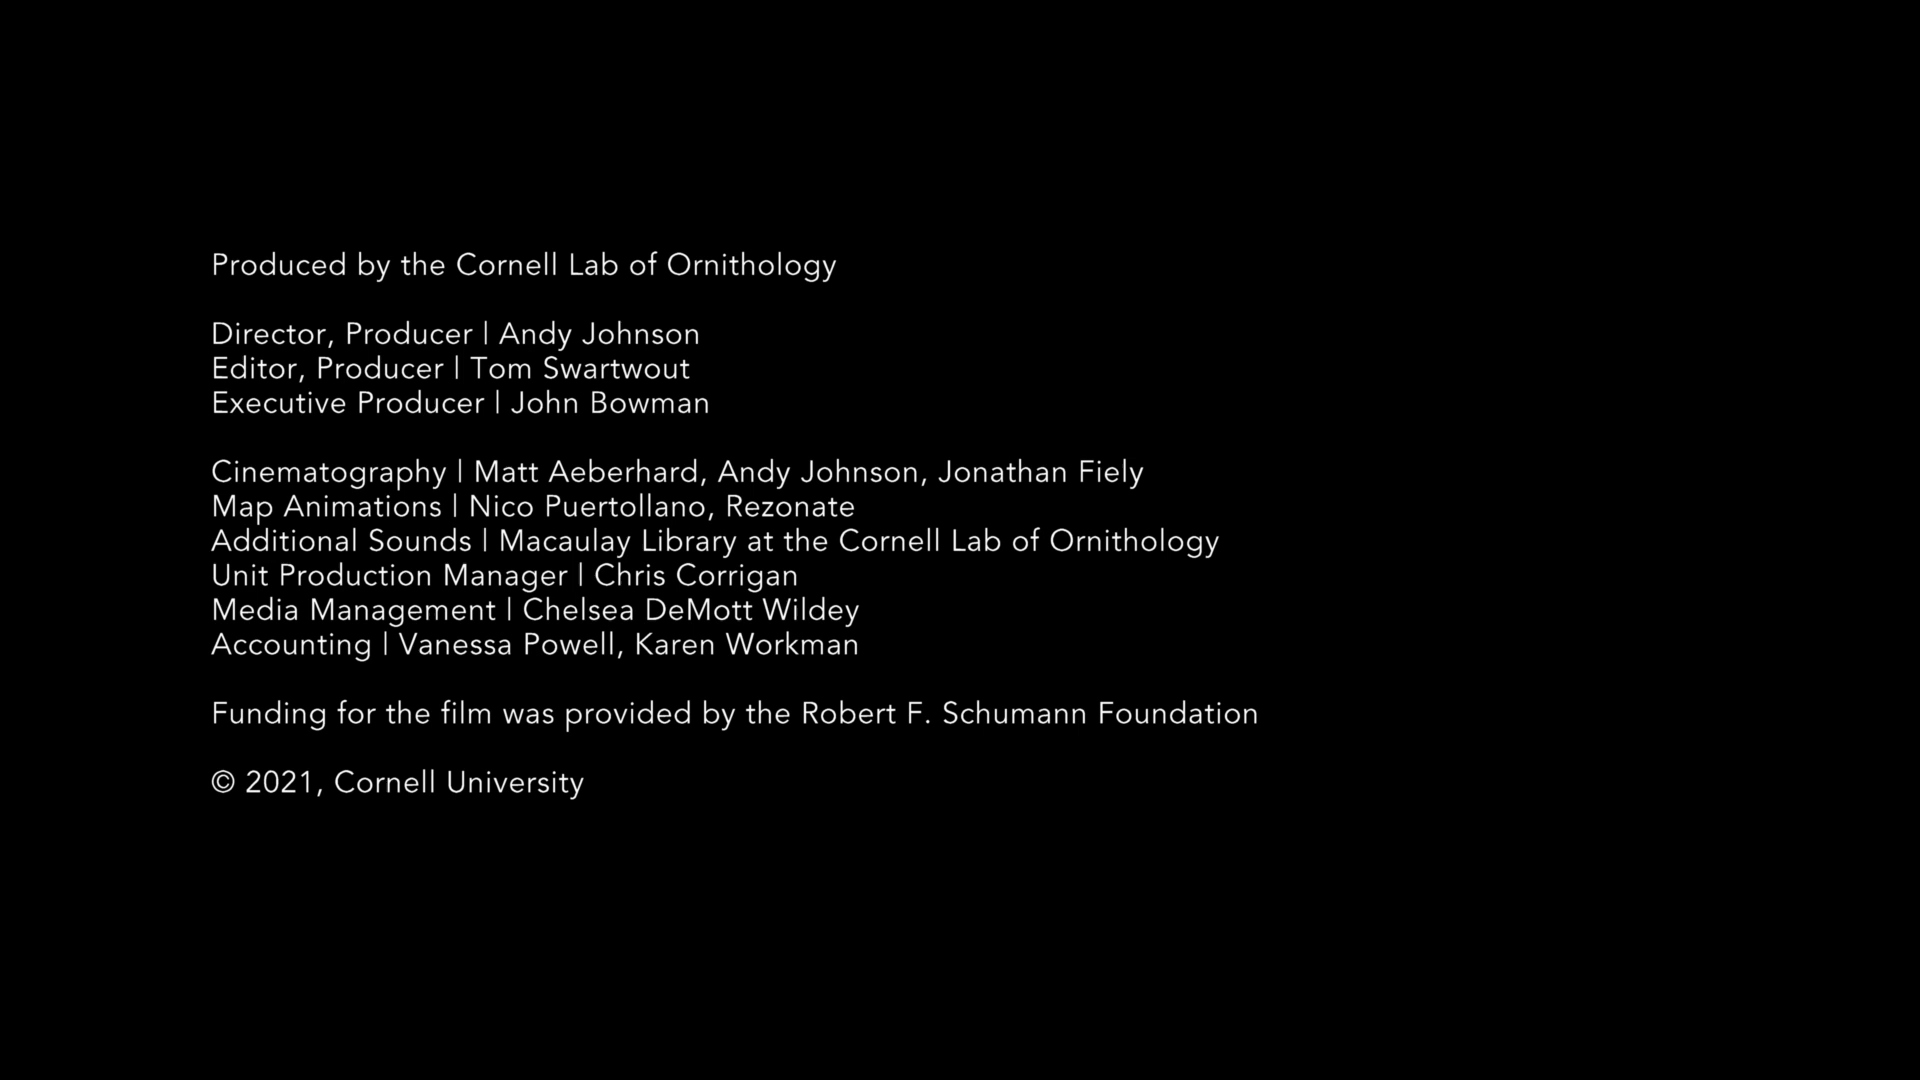 Produced by the Cornell Lab of Ornithology
Director, Producer | Andy Johnson
Editor, Producer | Tom Swartwout
Executive Producer | John Bowman
Cinematography | Matt Aeberhard, Andy Johnson, Jonathan Fiely
Map Animations | Nico Puertollano, Rezonate
Additional Sounds | Macaulay Library at the Cornell Lab of Ornithology
Unit Production Manager | Chris Corrigan
Media Management | Chelsea DeMott Wildey
Accounting | Vanessa Powell, Karen Workman
Funding for the film was provided by the Robert F. Schumann Foundation
© 2021, Cornell University